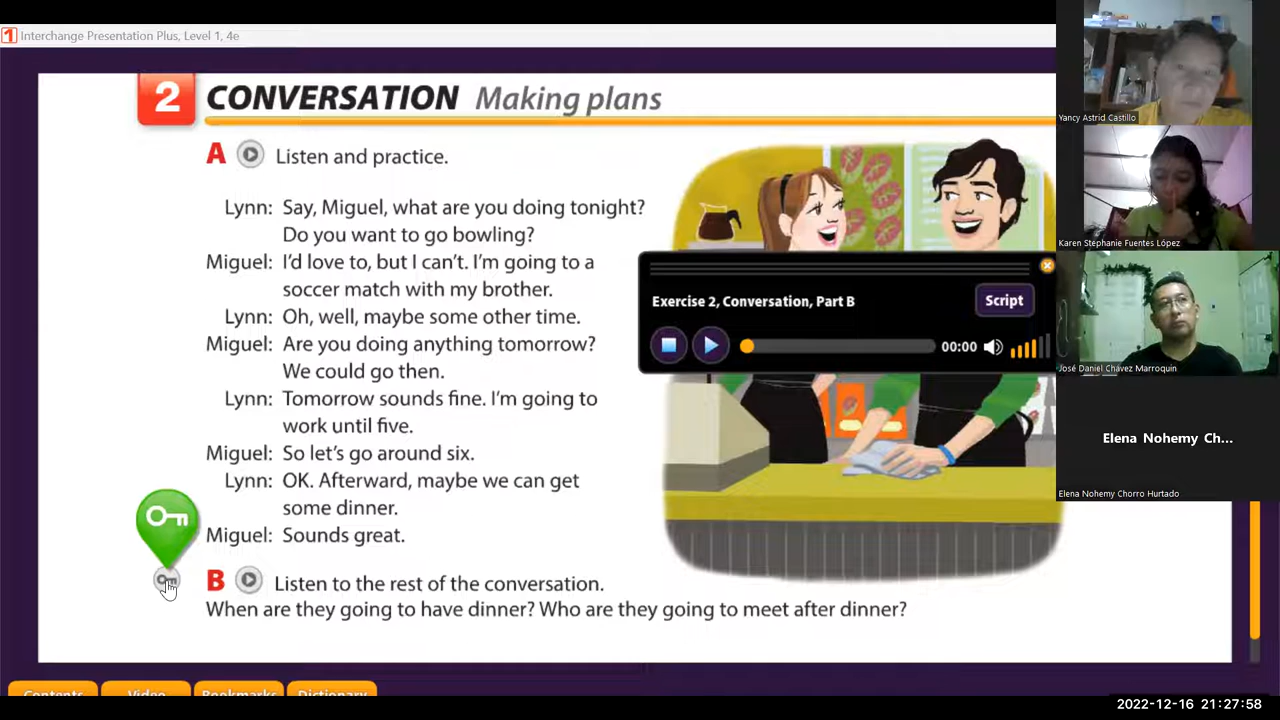 Interchange Presentation Plus, Level 1, 4e
2 CONVERSATION Making plans
A Listen and practice.
Lynn: Say, Miguel, what are you doing tonight?
Do you want to go bowling?
Miguel: I'd love to, but I can't. I'm going to a
soccer match with my brother.
Lynn: Oh, well, maybe some other time.
Miguel: Are you doing anything tomorrow?
We could go then.
Lynn: Tomorrow sounds fine. I'm going to
work until five.
Miguel: So let's go around six.
Lynn: OK. Afterward, maybe we can get
some dinner.
Miguel: Sounds great.
B Listen to the rest of the conversation.
When are they going to have dinner? Who are they going to meet after dinner?
Exercise 2, Conversation, Part B
Script
00:00
Yancy Astrid Castillo
Karen Stephanie Fuentes López
José Daniel Chávez Marroquin
Elena Nohemy Ch...
Elena Nohemy Chorro Hurtado
Contents Video Bookmarks Dictionary
2022-12-16 21:27:58